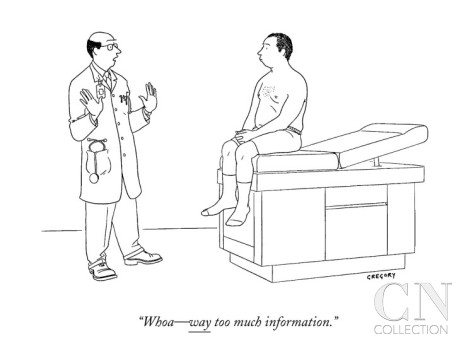 GREGORY
"Whoa—way too much information."
CN
COLLECTION